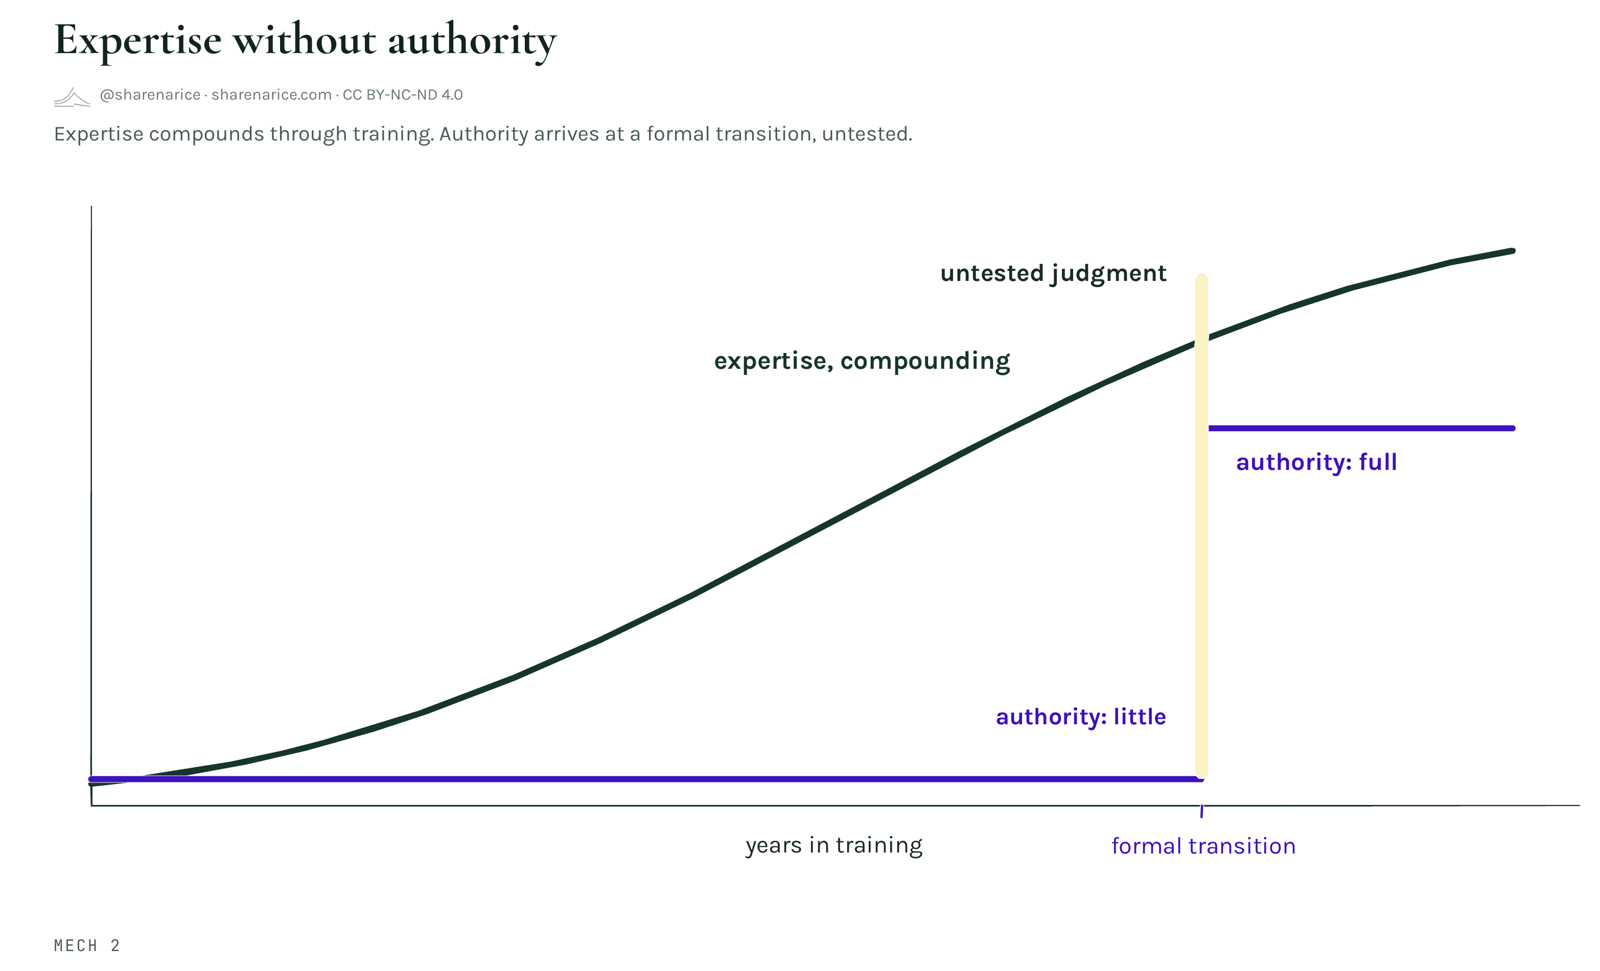 Expertise without authority
@sharenarice · sharenarice.com · CC BY-NC-ND 4.0
Expertise compounds through training. Authority arrives at a formal transition, untested.
untested judgment
expertise, compounding
authority: full
authority: little
years in training
formal transition
MECH 2